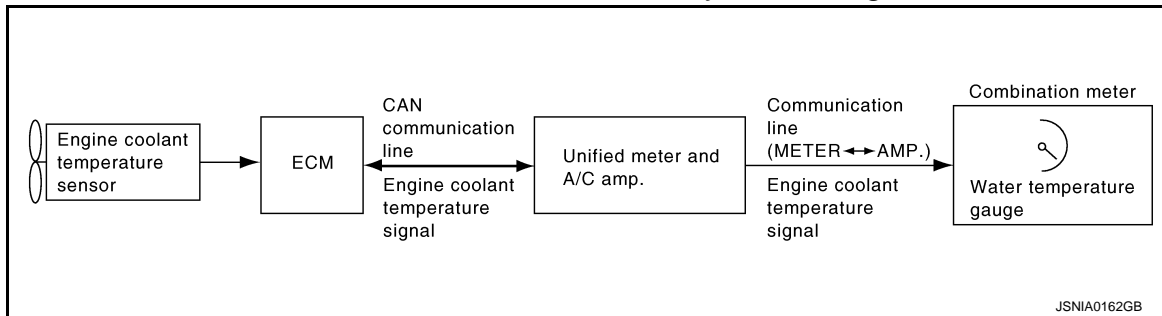 Engine coolant
temperature
sensor
ECM
CAN
communication
line
Engine coolant
temperature
signal
Unified meter and
A/C amp.
Communication
line
(METER↔AMP.)
Engine coolant
temperature
signal
Combination meter
Water temperature
gauge
JSNIA0162GB